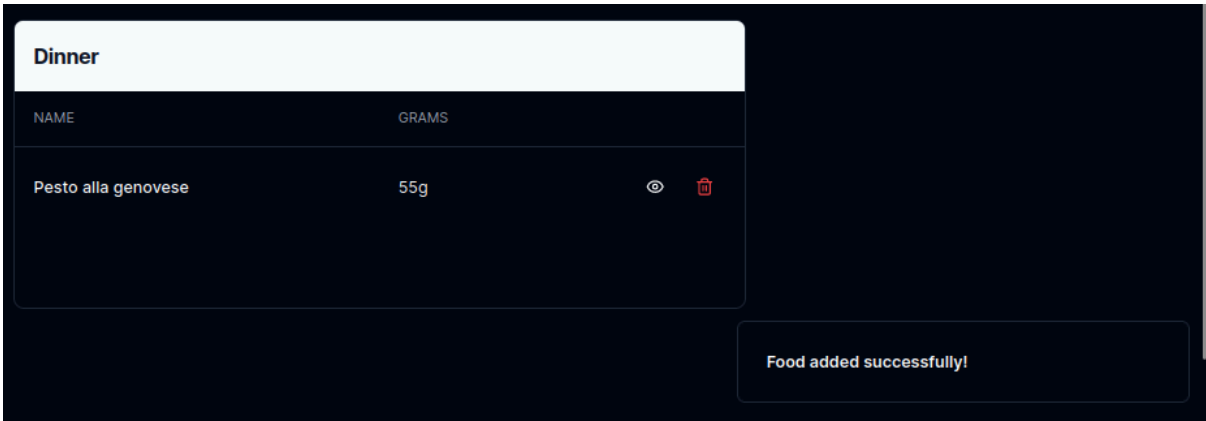 Dinner
NAME GRAMS
Pesto alla genovese 55g
Food added successfully!